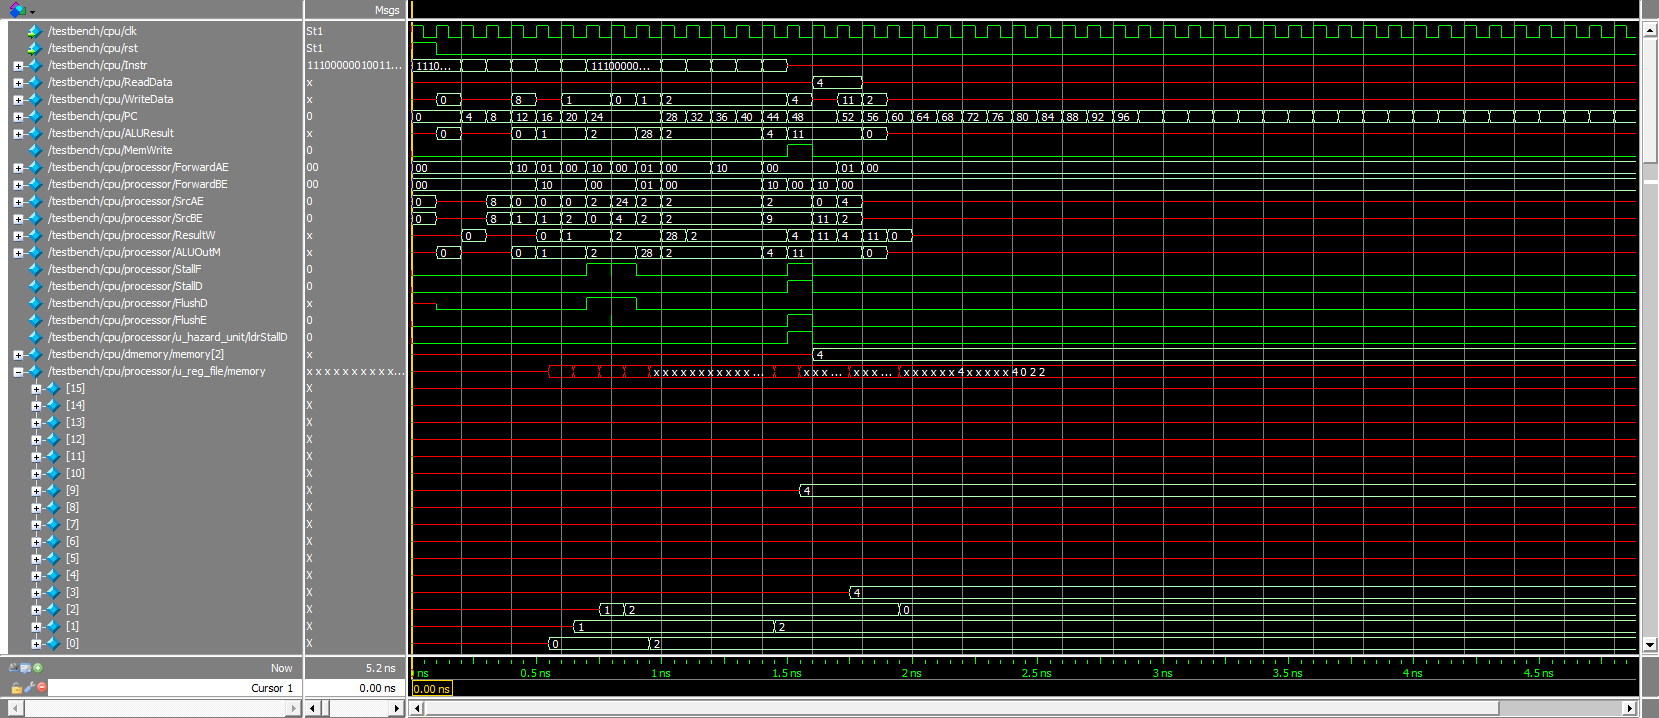 Msgs
/testbench/cpu/clk St1
/testbench/cpu/rst St1
/testbench/cpu/Instr 11100000010011... 1110... 11100000...
/testbench/cpu/ReadData x 4
/testbench/cpu/WriteData x 0 8 1 0 1 2 4 11 2
/testbench/cpu/PC 0 0 4 8 12 16 20 24 28 32 36 40 44 48 52 56 60 64 68 72 76 80 84 88 92 96
/testbench/cpu/ALUResult x 0 0 1 2 28 2 4 11 0
/testbench/cpu/MemWrite 0
/testbench/cpu/processor/ForwardAE 00 00 10 01 00 10 00 01 00 10 00 01 00
/testbench/cpu/processor/ForwardBE 00 00 10 00 01 00 10 00 10 00
/testbench/cpu/processor/SrcAE 0 0 8 0 0 0 2 24 2 2 2 0 4
/testbench/cpu/processor/SrcBE 0 0 8 1 1 2 0 4 2 2 9 11 2
/testbench/cpu/processor/ResultW x 0 0 1 2 28 2 4 11 4 11 0
/testbench/cpu/processor/ALUOutM x 0 0 1 2 28 2 4 11 0
/testbench/cpu/processor/StallF 0
/testbench/cpu/processor/StallD 0
/testbench/cpu/processor/FlushD x
/testbench/cpu/processor/FlushE 0
/testbench/cpu/processor/u_hazard_unit/ldrStallD 0
/testbench/cpu/dmemory/memory[2] x 4
/testbench/cpu/processor/u_reg_file/memory x x x x x x x x x x... x x x x x x x x x x x ... x x x ... x x x ... x x x x x x 4 x x x x x 4 0 2 2
[15] X
[14] X
[13] X
[12] X
[11] X
[10] X
[9] X 4
[8] X
[7] X
[6] X
[5] X
[4] X
[3] X 4
[2] X 1 2 0
[1] X 1 2
[0] X 0 2
Now 5.2 ns ns 0.5 ns 1 ns 1.5 ns 2 ns 2.5 ns 3 ns 3.5 ns 4 ns 4.5 ns
Cursor 1 0.00 ns 0.00 ns